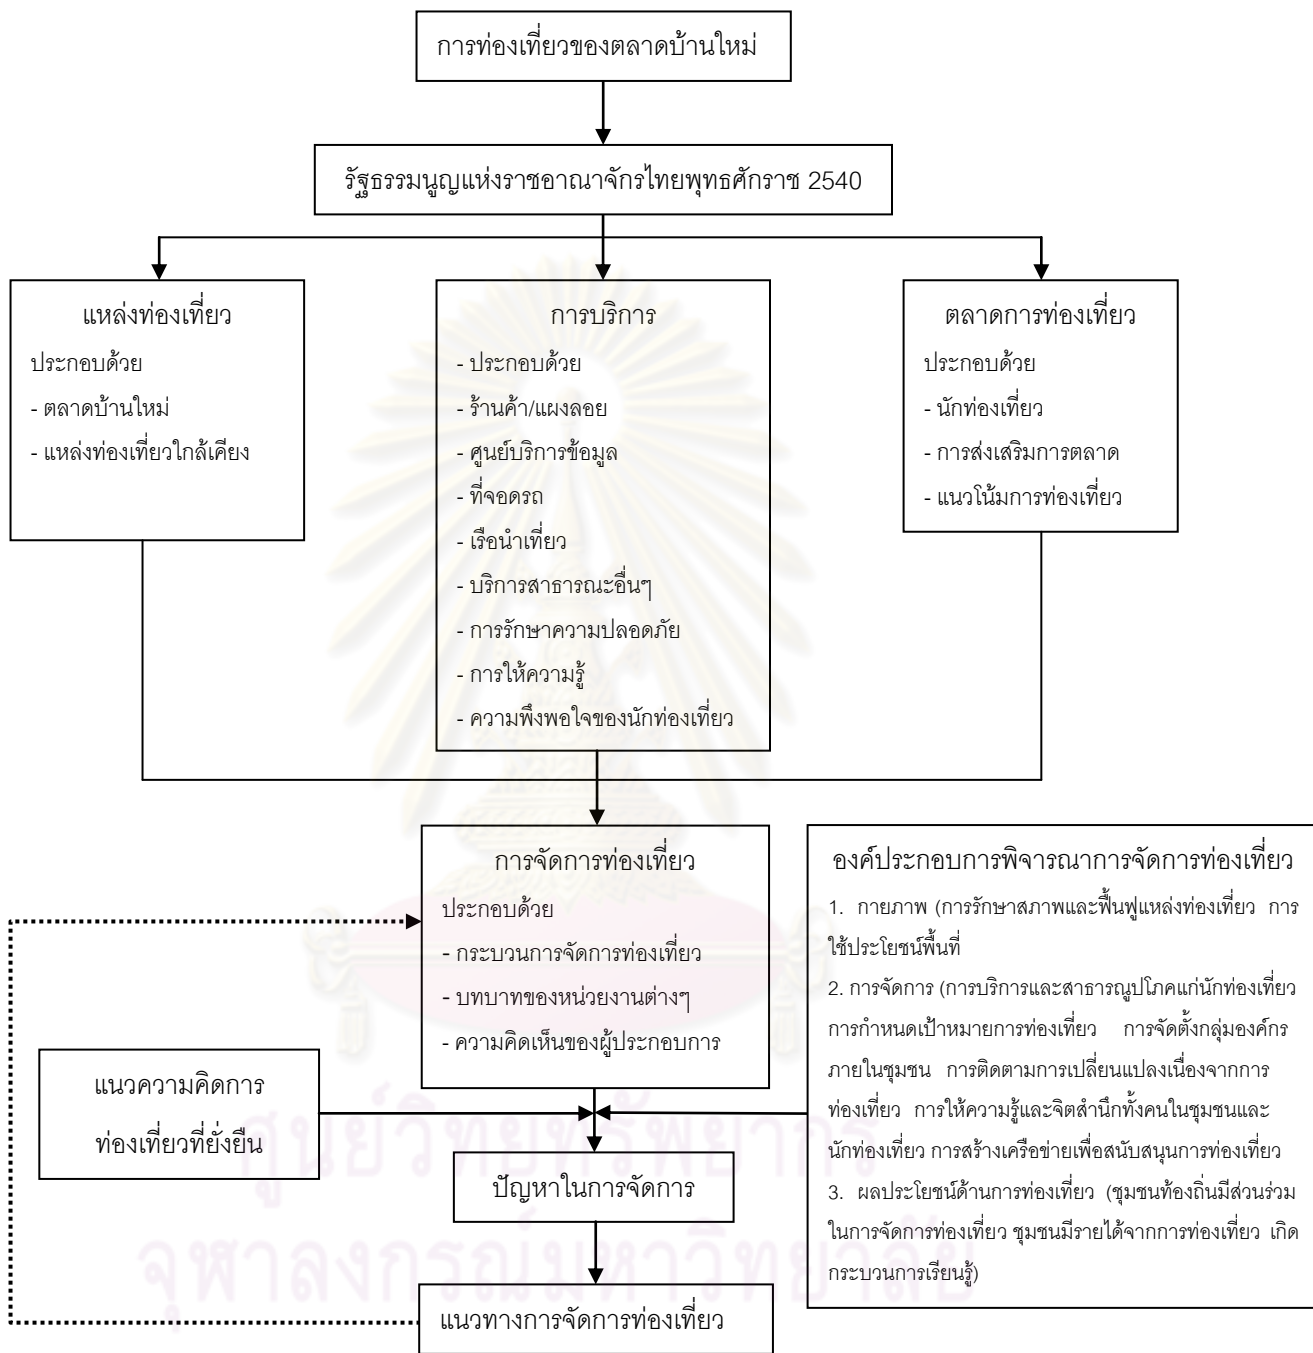 การท่องเที่ยวของตลาดบ้านใหม่
รัฐธรรมนูญแห่งราชอาณาจักรไทยพุทธศักราช 2540
แหล่งท่องเที่ยว
ประกอบด้วย
- ตลาดบ้านใหม่
- แหล่งท่องเที่ยวใกล้เคียง
การบริการ
- ประกอบด้วย
- ร้านค้า/แผงลอย
- ศูนย์บริการข้อมูล
- ที่จอดรถ
- เรือนำเที่ยว
- บริการสาธารณะอื่นๆ
- การรักษาความปลอดภัย
- การให้ความรู้
- ความพึงพอใจของนักท่องเที่ยว
ตลาดการท่องเที่ยว
ประกอบด้วย
- นักท่องเที่ยว
- การส่งเสริมการตลาด
- แนวโน้มการท่องเที่ยว
การจัดการท่องเที่ยว
ประกอบด้วย
- กระบวนการจัดการท่องเที่ยว
- บทบาทของหน่วยงานต่างๆ
- ความคิดเห็นของผู้ประกอบการ
องค์ประกอบการพิจารณาการจัดการท่องเที่ยว
1. กายภาพ (การรักษาสภาพและฟื้นฟูแหล่งท่องเที่ยว การ
ใช้ประโยชน์พื้นที่
2. การจัดการ (การบริการและสาธารณูปโภคแก่นักท่องเที่ยว
การกำหนดเป้าหมายการท่องเที่ยว การจัดตั้งกลุ่มองค์กร
ภายในชุมชน การติดตามการเปลี่ยนแปลงเนื่องจากการ
ท่องเที่ยว การให้ความรู้และจิตสำนึกทั้งคนในชุมชนและ
นักท่องเที่ยว การสร้างเครือข่ายเพื่อสนับสนุนการท่องเที่ยว
3. ผลประโยชน์ด้านการท่องเที่ยว (ชุมชนท้องถิ่นมีส่วนร่วม
ในการจัดการท่องเที่ยว ชุมชนมีรายได้จากการท่องเที่ยว เกิด
กระบวนการเรียนรู้)
แนวความคิดการ
ท่องเที่ยวที่ยั่งยืน
ปัญหาในการจัดการ
แนวทางการจัดการท่องเที่ยว
ศูนย์วิทยทรัพยากร
จุฬาลงกรณ์มหาวิทยาลัย